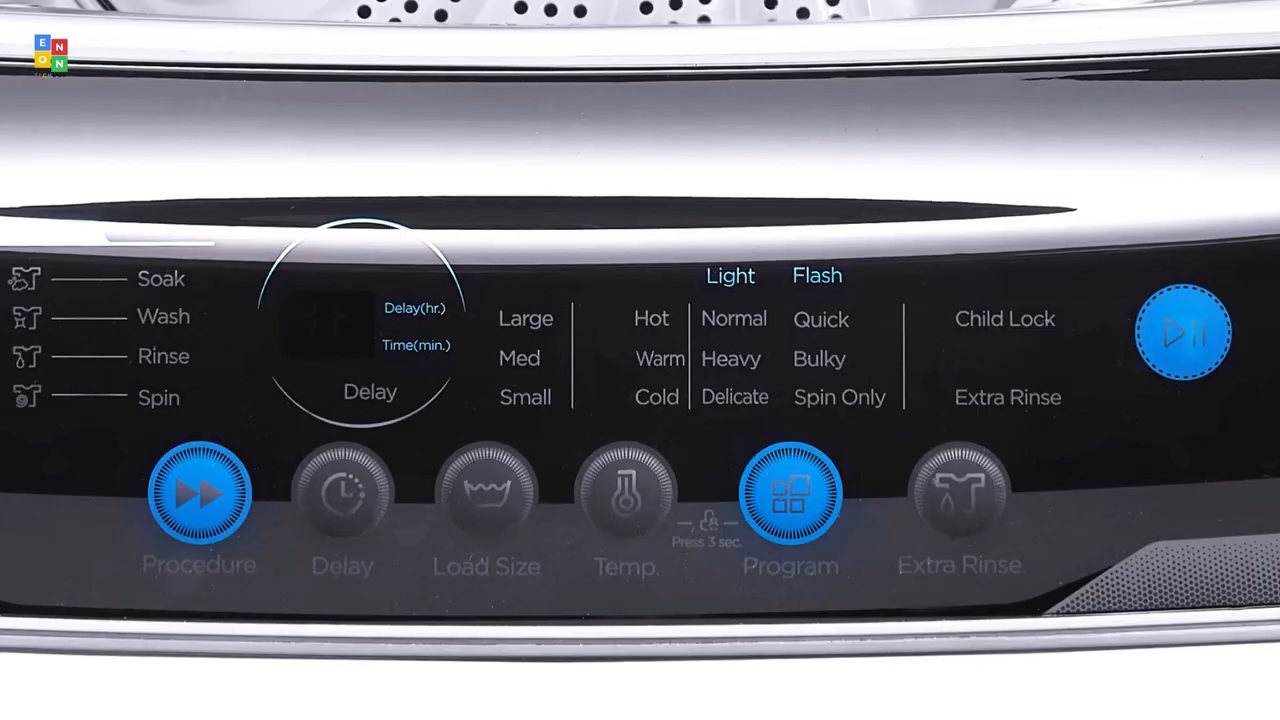 E N
O N
Soak
Wash
Rinse
Spin
Delay(hr.)
Time(min.)
Delay
Large
Med
Small
Hot
Warm
Cold
Light
Normal
Heavy
Delicate
Flash
Quick
Bulky
Spin Only
Child Lock
Extra Rinse
Press 3 sec.
Procedure
Delay
Load Size
Temp.
Program
Extra Rinse